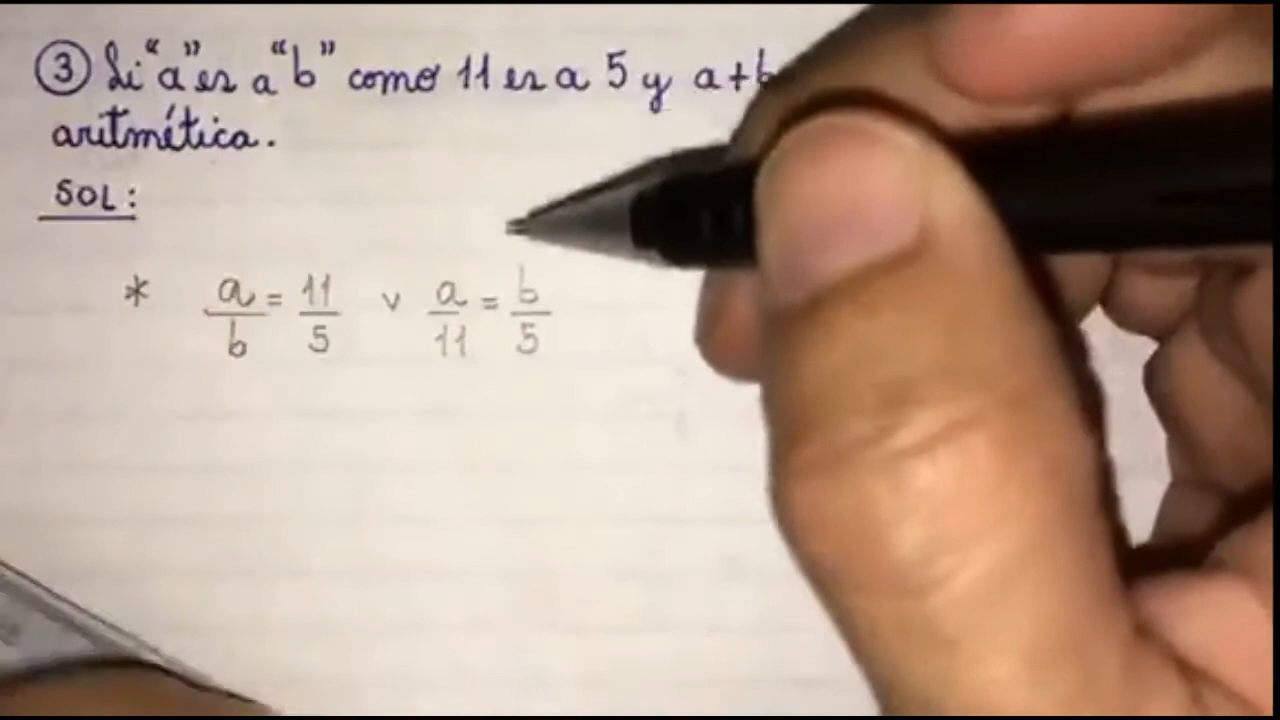 ③ Si "a" es a "b" como 11 es a 5 y a+b
aritmética.
SOL:
* a/b = 11/5 v a/11 = b/5